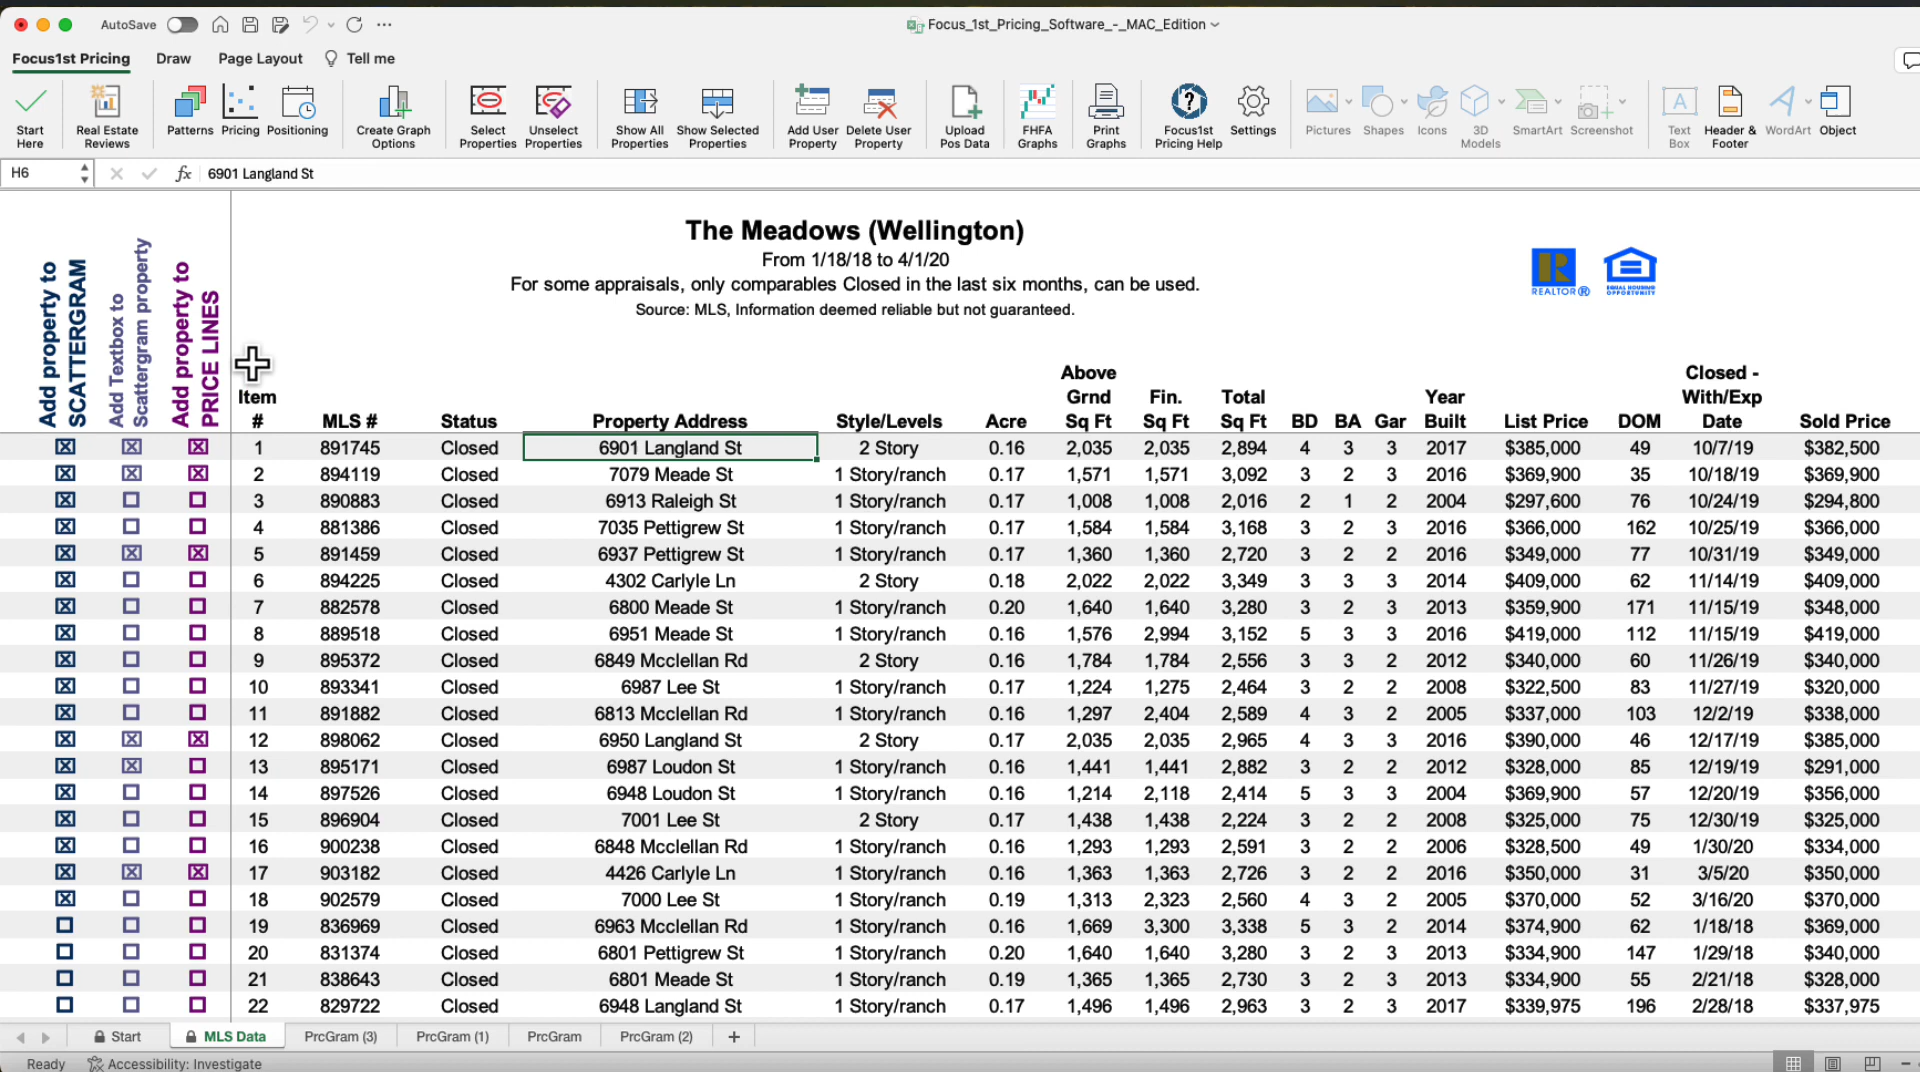 AutoSave
Focus_1st_Pricing_Software_-_MAC_Edition
Focus1st Pricing Draw Page Layout Tell me
Start Here
Real Estate Reviews
Patterns
Pricing
Positioning
Create Graph Options
Select Properties
Unselect Properties
Show All Properties
Show Selected Properties
Add User Property
Delete User Property
Upload Pos Data
FHFA Graphs
Print Graphs
Focus1st Pricing Help
Settings
Pictures
Shapes
Icons
3D Models
SmartArt
Screenshot
Text Box
Header & Footer
WordArt
Object
H6 fx 6901 Langland St
The Meadows (Wellington)
From 1/18/18 to 4/1/20
For some appraisals, only comparables Closed in the last six months, can be used.
Source: MLS, Information deemed reliable but not guaranteed.
REALTOR®
EQUAL HOUSING OPPORTUNITY
Add property to SCATTERGRAM
Add Textbox to Scattergram property
Add property to PRICE LINES
Item # MLS # Status Property Address Style/Levels Acre Above Grnd Sq Ft Fin. Sq Ft Total Sq Ft BD BA Gar Year Built List Price DOM Closed - With/Exp Date Sold Price
1 891745 Closed 6901 Langland St 2 Story 0.16 2,035 2,035 2,894 4 3 3 2017 $385,000 49 10/7/19 $382,500
2 894119 Closed 7079 Meade St 1 Story/ranch 0.17 1,571 1,571 3,092 3 2 3 2016 $369,900 35 10/18/19 $369,900
3 890883 Closed 6913 Raleigh St 1 Story/ranch 0.17 1,008 1,008 2,016 2 1 2 2004 $297,600 76 10/24/19 $294,800
4 881386 Closed 7035 Pettigrew St 1 Story/ranch 0.17 1,584 1,584 3,168 3 2 3 2016 $366,000 162 10/25/19 $366,000
5 891459 Closed 6937 Pettigrew St 1 Story/ranch 0.17 1,360 1,360 2,720 3 2 2 2016 $349,000 77 10/31/19 $349,000
6 894225 Closed 4302 Carlyle Ln 2 Story 0.18 2,022 2,022 3,349 3 3 3 2014 $409,000 62 11/14/19 $409,000
7 882578 Closed 6800 Meade St 1 Story/ranch 0.20 1,640 1,640 3,280 3 2 3 2013 $359,900 171 11/15/19 $348,000
8 889518 Closed 6951 Meade St 1 Story/ranch 0.16 1,576 2,994 3,152 5 3 3 2016 $419,000 112 11/15/19 $419,000
9 895372 Closed 6849 Mcclellan Rd 2 Story 0.16 1,784 1,784 2,556 3 3 2 2012 $340,000 60 11/26/19 $340,000
10 893341 Closed 6987 Lee St 1 Story/ranch 0.17 1,224 1,275 2,464 3 2 2 2008 $322,500 83 11/27/19 $320,000
11 891882 Closed 6813 Mcclellan Rd 1 Story/ranch 0.16 1,297 2,404 2,589 4 3 2 2005 $337,000 103 12/2/19 $338,000
12 898062 Closed 6950 Langland St 2 Story 0.17 2,035 2,035 2,965 4 3 3 2016 $390,000 46 12/17/19 $385,000
13 895171 Closed 6987 Loudon St 1 Story/ranch 0.16 1,441 1,441 2,882 3 2 2 2012 $328,000 85 12/19/19 $291,000
14 897526 Closed 6948 Loudon St 1 Story/ranch 0.16 1,214 2,118 2,414 5 3 3 2004 $369,900 57 12/20/19 $356,000
15 896904 Closed 7001 Lee St 2 Story 0.17 1,438 1,438 2,224 3 2 2 2008 $325,000 75 12/30/19 $325,000
16 900238 Closed 6848 Mcclellan Rd 1 Story/ranch 0.16 1,293 1,293 2,591 3 2 2 2006 $328,500 49 1/30/20 $334,000
17 903182 Closed 4426 Carlyle Ln 1 Story/ranch 0.16 1,363 1,363 2,726 3 2 2 2016 $350,000 31 3/5/20 $350,000
18 902579 Closed 7000 Lee St 1 Story/ranch 0.19 1,313 2,323 2,560 4 3 2 2005 $370,000 52 3/16/20 $370,000
19 836969 Closed 6963 Mcclellan Rd 1 Story/ranch 0.16 1,669 3,300 3,338 5 3 2 2014 $374,900 62 1/18/18 $369,000
20 831374 Closed 6801 Pettigrew St 1 Story/ranch 0.20 1,640 1,640 3,280 3 2 3 2013 $334,900 147 1/29/18 $340,000
21 838643 Closed 6801 Meade St 1 Story/ranch 0.19 1,365 1,365 2,730 3 2 3 2013 $334,900 55 2/21/18 $328,000
22 829722 Closed 6948 Langland St 1 Story/ranch 0.17 1,496 1,496 2,963 3 2 3 2017 $339,975 196 2/28/18 $337,975
Start MLS Data PrcGram (3) PrcGram (1) PrcGram PrcGram (2) +
Ready Accessibility: Investigate